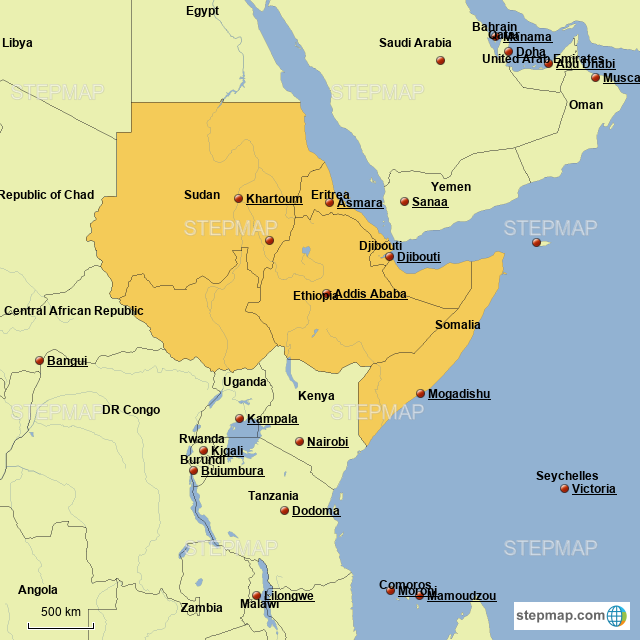 Egypt
Libya
Saudi Arabia
Bahrain
Qatar
Manama
Doha
United Arab Emirates
Abu Dhabi
Musca
STEPMAP
STEPMAP
Oman
Republic of Chad
Sudan
Khartoum
Eritrea
Asmara
Yemen
Sanaa
STEPMAP
STEPMAP
Djibouti
Djibouti
Ethiopia
Addis Ababa
Central African Republic
Somalia
Bangui
Uganda
Kenya
Mogadishu
STEPMAP
DR Congo
STEPMAP
Kampala
Rwanda
Kigali
Nairobi
Burundi
Bujumbura
Seychelles
Victoria
Tanzania
Dodoma
STEPMAP
STEPMAP
Angola
500 km
Zambia
Malawi
Lilongwe
Comoros
Moroni
Mamoudzou
stepmap.com